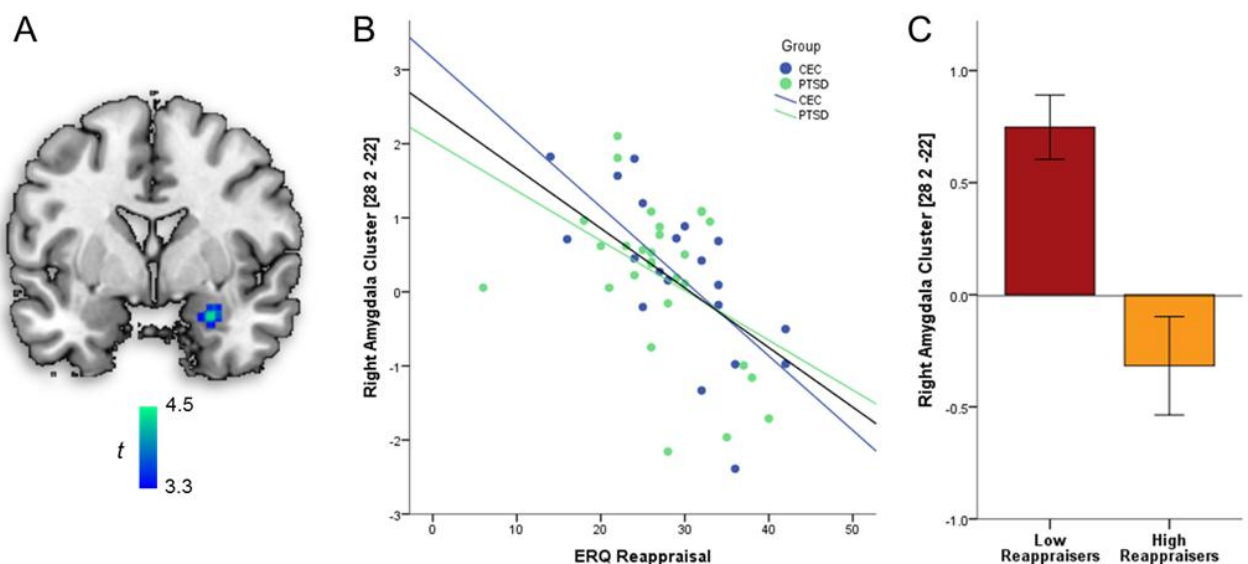 A
4.5
t
3.3
B
Right Amygdala Cluster [28 2 -22]
3
2
1
0
-1
-2
-3
0 10 20 30 40 50
ERQ Reappraisal
Group
CEC
PTSD
CEC
PTSD
C
Right Amygdala Cluster [28 2 -22]
1.0
0.5
0.0
-0.5
-1.0
Low High
Reappraisers Reappraisers